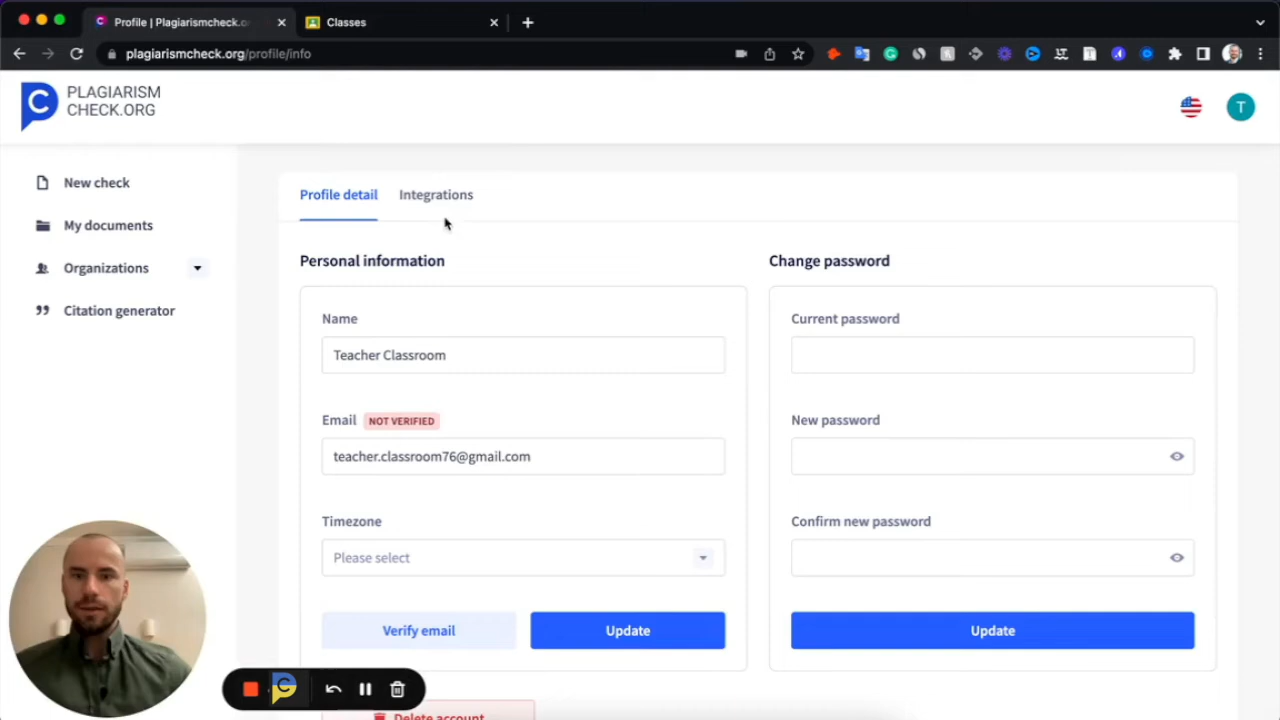 Profile | Plagiarismcheck.o
Classes
plagiarismcheck.org/profile/info
PLAGIARISM
CHECK.ORG
T
New check
My documents
Organizations
Citation generator
Profile detail
Integrations
Personal information
Name
Teacher Classroom
Email NOT VERIFIED
teacher.classroom76@gmail.com
Timezone
Please select
Verify email
Update
Delete account
Change password
Current password
New password
Confirm new password
Update